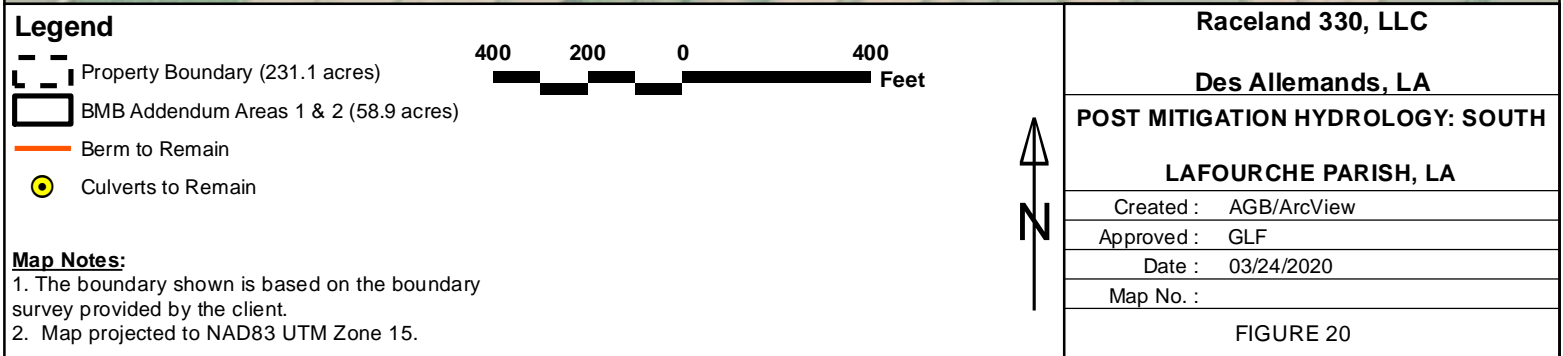 Legend
Property Boundary (231.1 acres)
BMB Addendum Areas 1 & 2 (58.9 acres)
Berm to Remain
Culverts to Remain
400 200 0 400
Feet
N
Map Notes:
1. The boundary shown is based on the boundary
survey provided by the client.
2. Map projected to NAD83 UTM Zone 15.
Raceland 330, LLC
Des Allemands, LA
POST MITIGATION HYDROLOGY: SOUTH
LAFOURCHE PARISH, LA
Created : AGB/ArcView
Approved : GLF
Date : 03/24/2020
Map No. :
FIGURE 20